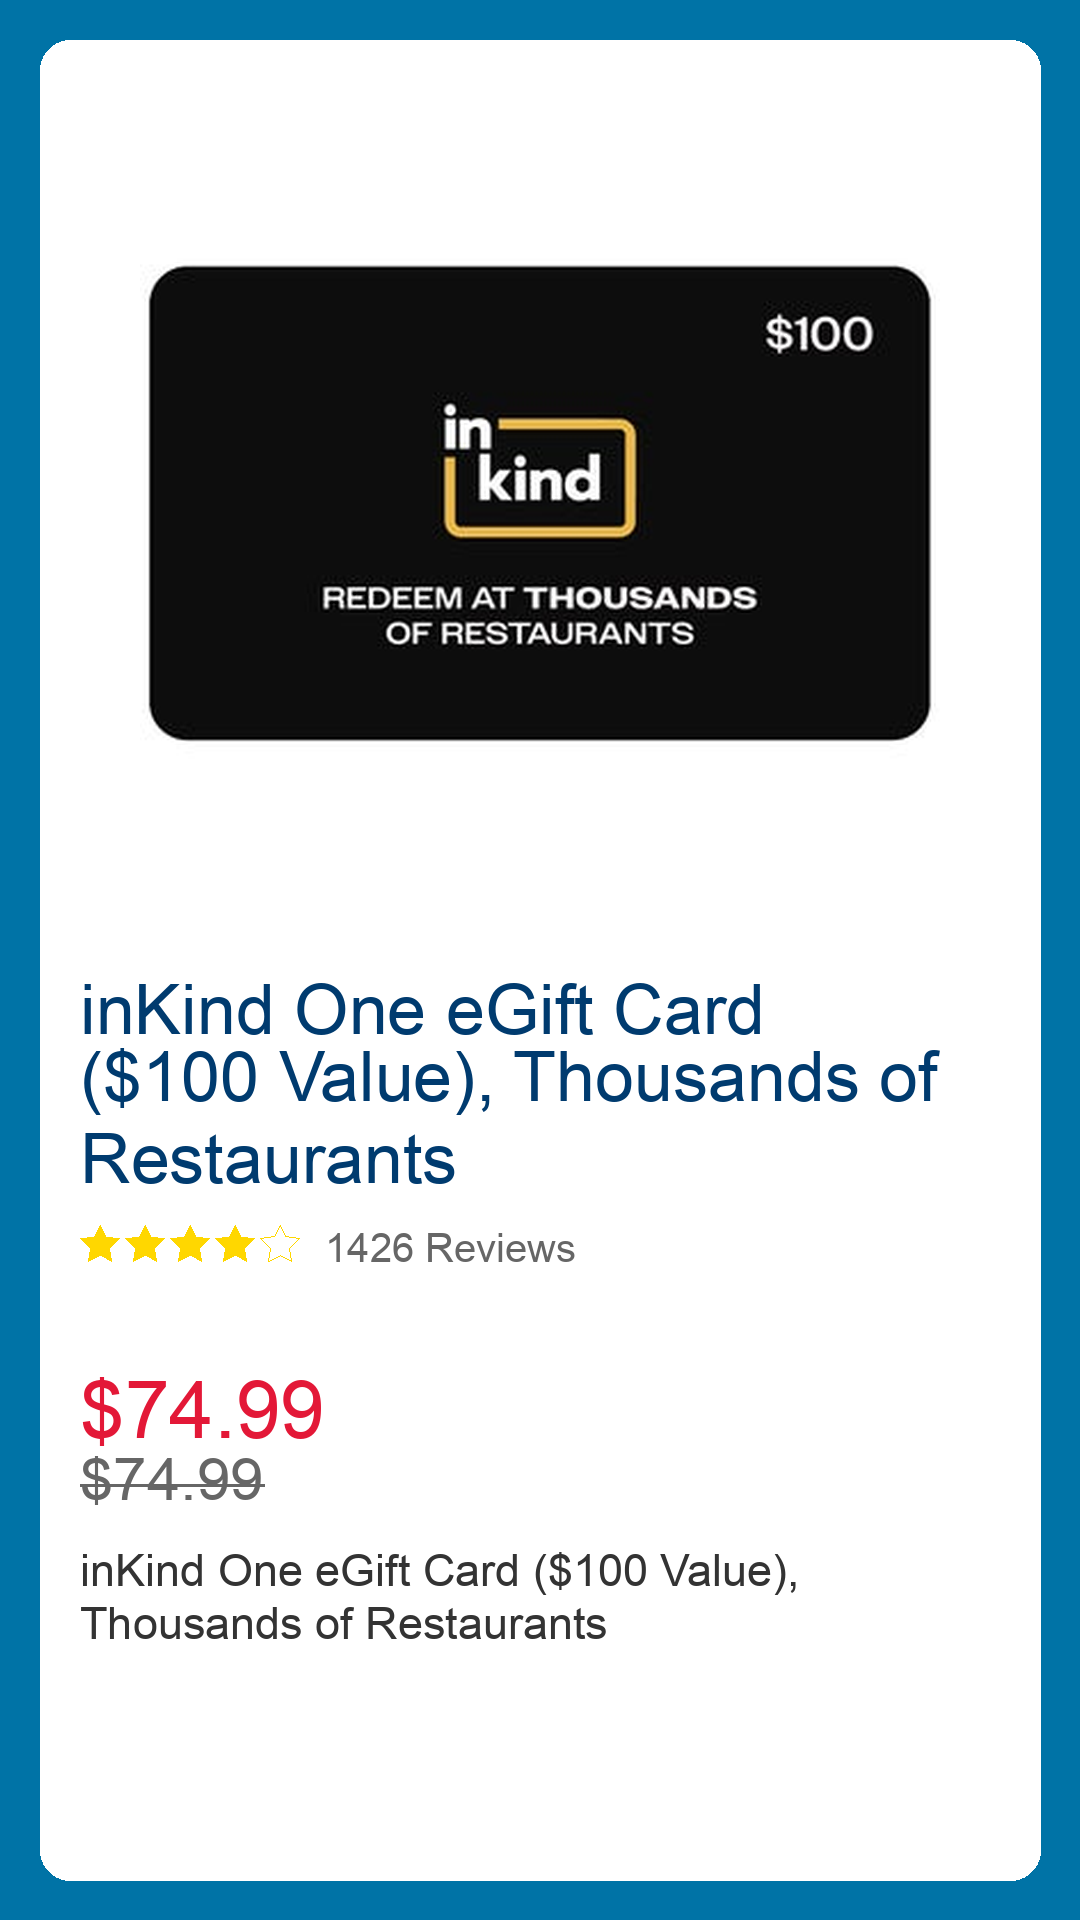 $100
in
kind
REDEEM AT THOUSANDS
OF RESTAURANTS
inKind One eGift Card
($100 Value), Thousands of
Restaurants
1426 Reviews
$74.99
$74.99
inKind One eGift Card ($100 Value),
Thousands of Restaurants